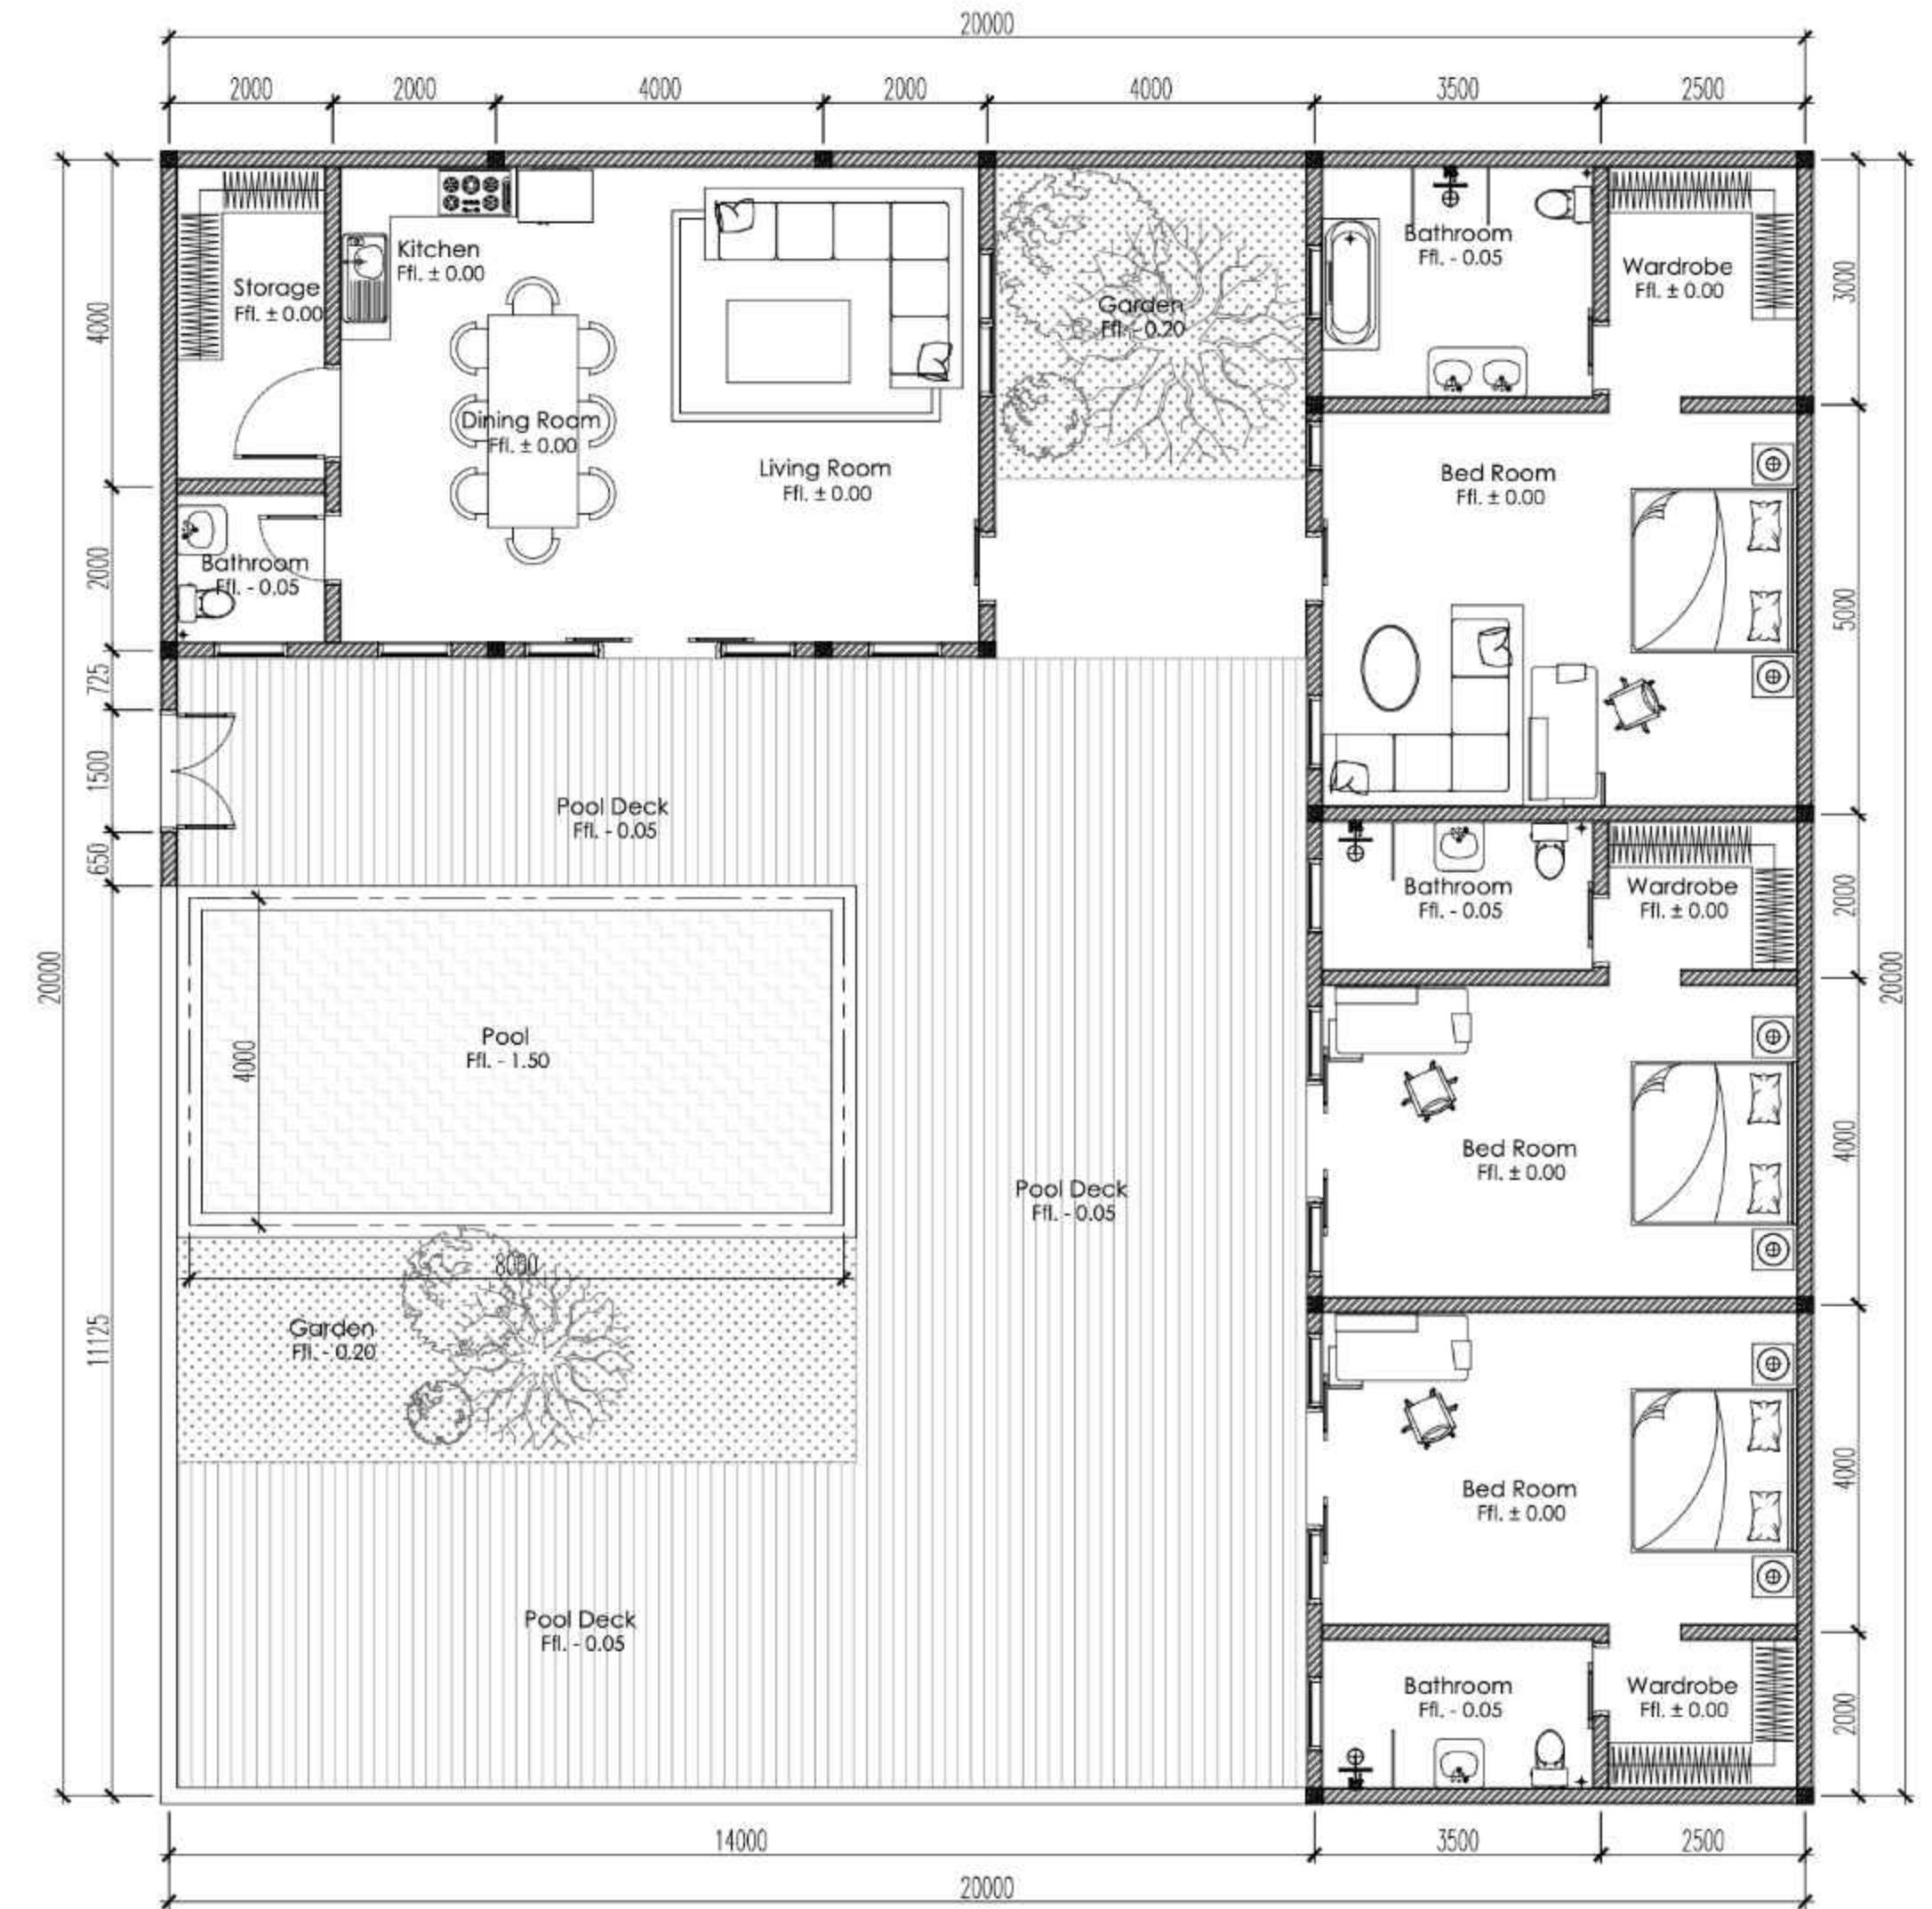 20000
2000
2000
4000
2000
4000
3500
2500
Kitchen
Ffl. ± 0.00
Storage
Ffl. ± 0.00
Dining Room
Ffl. ± 0.00
Living Room
Ffl. ± 0.00
Garden
Ffl. - 0.20
Bathroom
Ffl. - 0.05
Wardrobe
Ffl. ± 0.00
Bed Room
Ffl. ± 0.00
Bathroom
Ffl. - 0.05
4000
2000
725
1500
650
11125
20000
3000
5000
2000
4000
4000
2000
20000
Pool Deck
Ffl. - 0.05
Bathroom
Ffl. - 0.05
Wardrobe
Ffl. ± 0.00
Pool
Ffl. - 1.50
4000
8000
Bed Room
Ffl. ± 0.00
Pool Deck
Ffl. - 0.05
Garden
Ffl. - 0.20
Bed Room
Ffl. ± 0.00
Pool Deck
Ffl. - 0.05
Bathroom
Ffl. - 0.05
Wardrobe
Ffl. ± 0.00
14000
3500
2500
20000